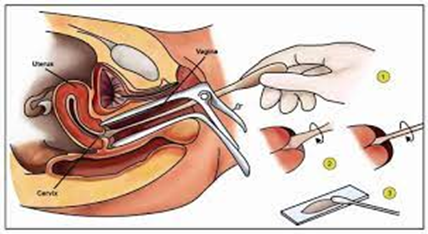 Vagina
Uterus
1
Cervix
2
3